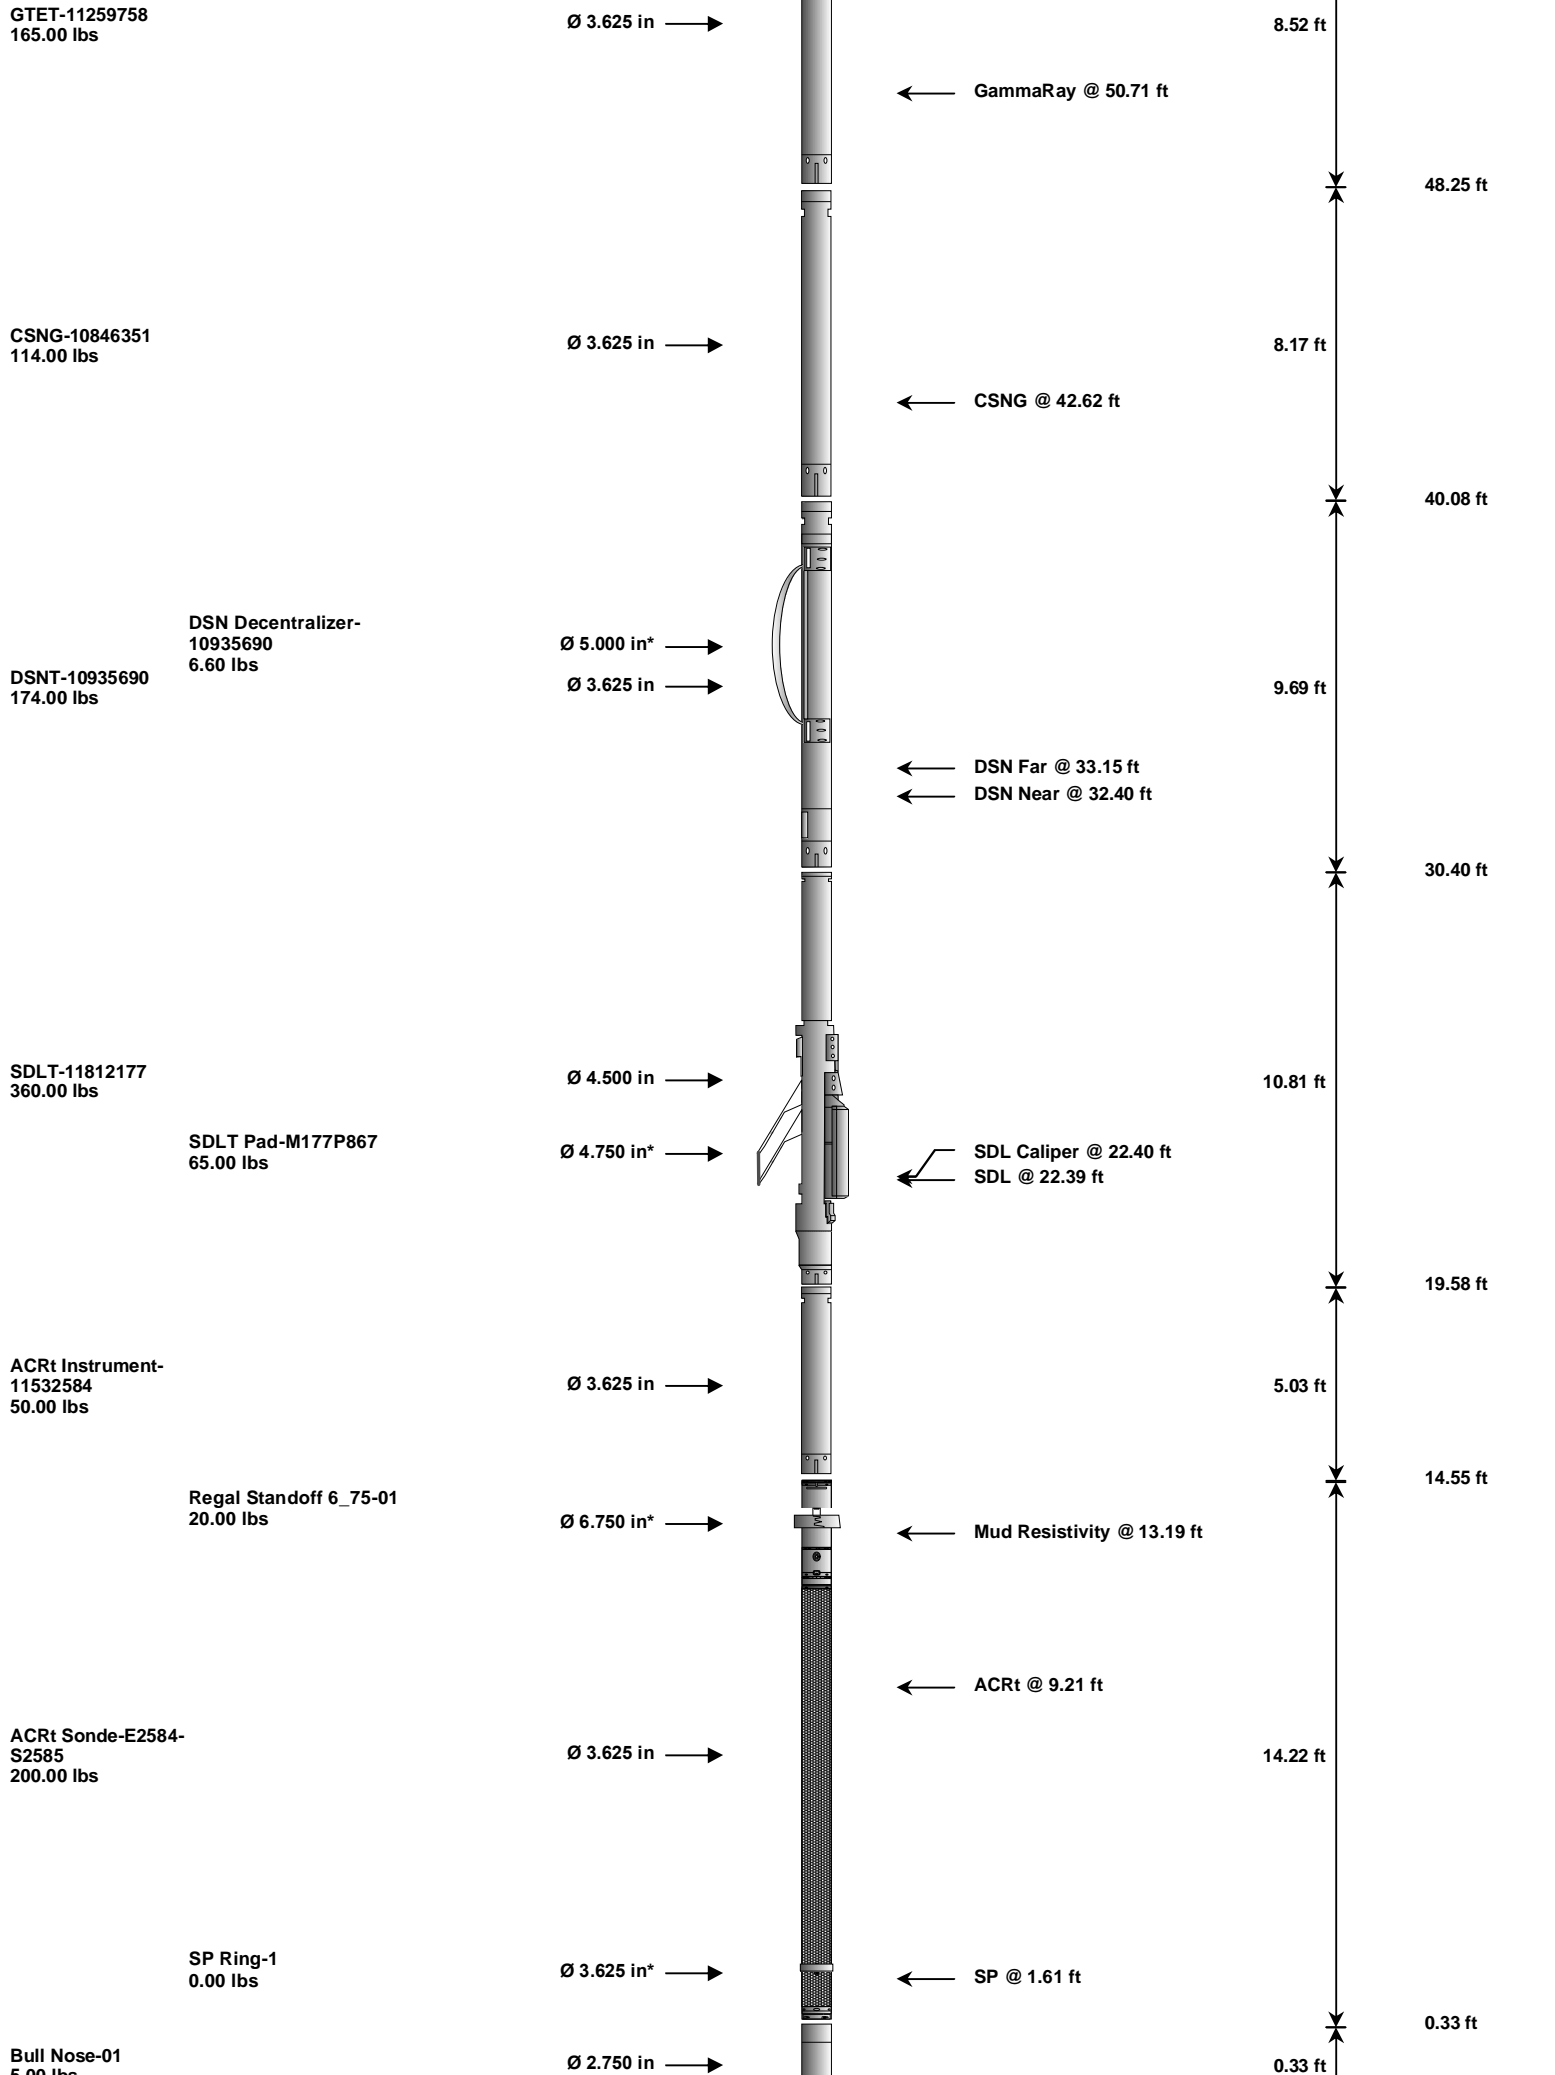 GTET-11259758
165.00 lbs
Ø 3.625 in
8.52 ft
GammaRay @ 50.71 ft
48.25 ft
CSNG-10846351
114.00 lbs
Ø 3.625 in
8.17 ft
CSNG @ 42.62 ft
40.08 ft
DSN Decentralizer-
10935690
6.60 lbs
Ø 5.000 in*
DSNT-10935690
174.00 lbs
Ø 3.625 in
9.69 ft
DSN Far @ 33.15 ft
DSN Near @ 32.40 ft
30.40 ft
SDLT-11812177
360.00 lbs
Ø 4.500 in
10.81 ft
SDLT Pad-M177P867
65.00 lbs
Ø 4.750 in*
SDL Caliper @ 22.40 ft
SDL @ 22.39 ft
19.58 ft
ACRt Instrument-
11532584
50.00 lbs
Ø 3.625 in
5.03 ft
14.55 ft
Regal Standoff 6_75-01
20.00 lbs
Ø 6.750 in*
Mud Resistivity @ 13.19 ft
ACRt @ 9.21 ft
ACRt Sonde-E2584-
S2585
200.00 lbs
Ø 3.625 in
14.22 ft
SP Ring-1
0.00 lbs
Ø 3.625 in*
SP @ 1.61 ft
0.33 ft
Bull Nose-01
5.00 lbs
Ø 2.750 in
0.33 ft